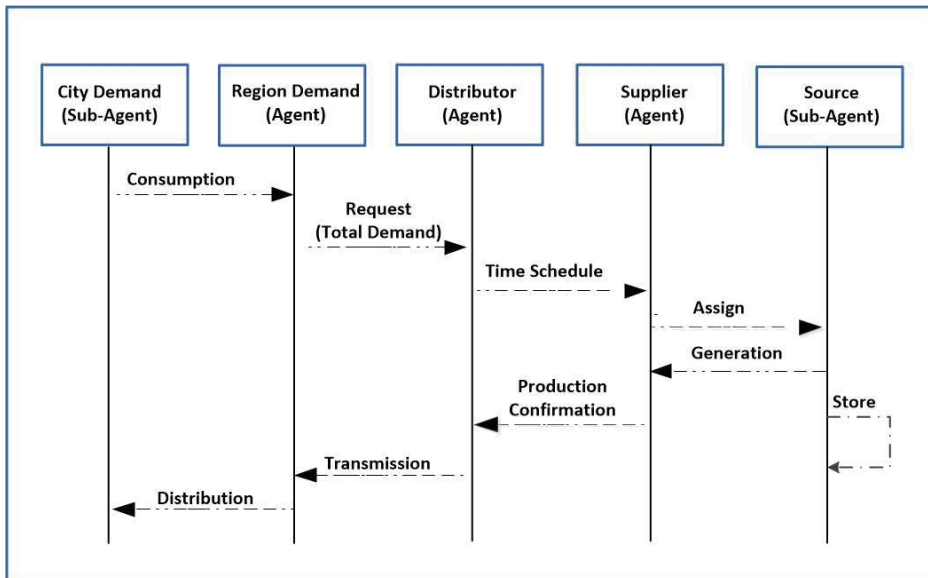 City Demand
(Sub-Agent)
Region Demand
(Agent)
Distributor
(Agent)
Supplier
(Agent)
Source
(Sub-Agent)
Consumption
Request
(Total Demand)
Time Schedule
Assign
Generation
Production
Confirmation
Store
Transmission
Distribution